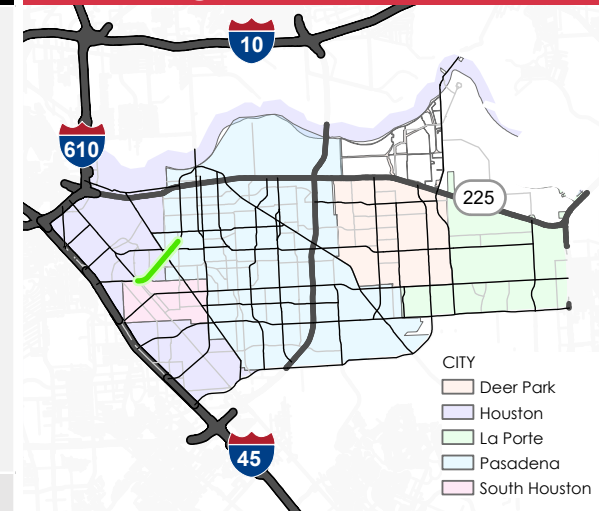 10
610
225
CITY
Deer Park
Houston
La Porte
Pasadena
South Houston
45